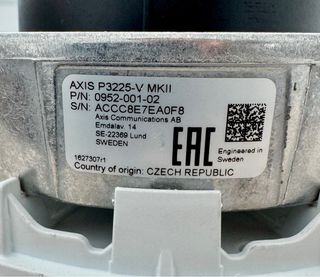 AXIS P3225-V MKII
P/N: 0952-001-02
S/N: ACCC8E7EA0F8
Axis Communications AB
Emdalav. 14
SE-22369 Lund
SWEDEN
EAC
Engineered in
Sweden
1627307r1
Country of origin: CZECH REPUBLIC